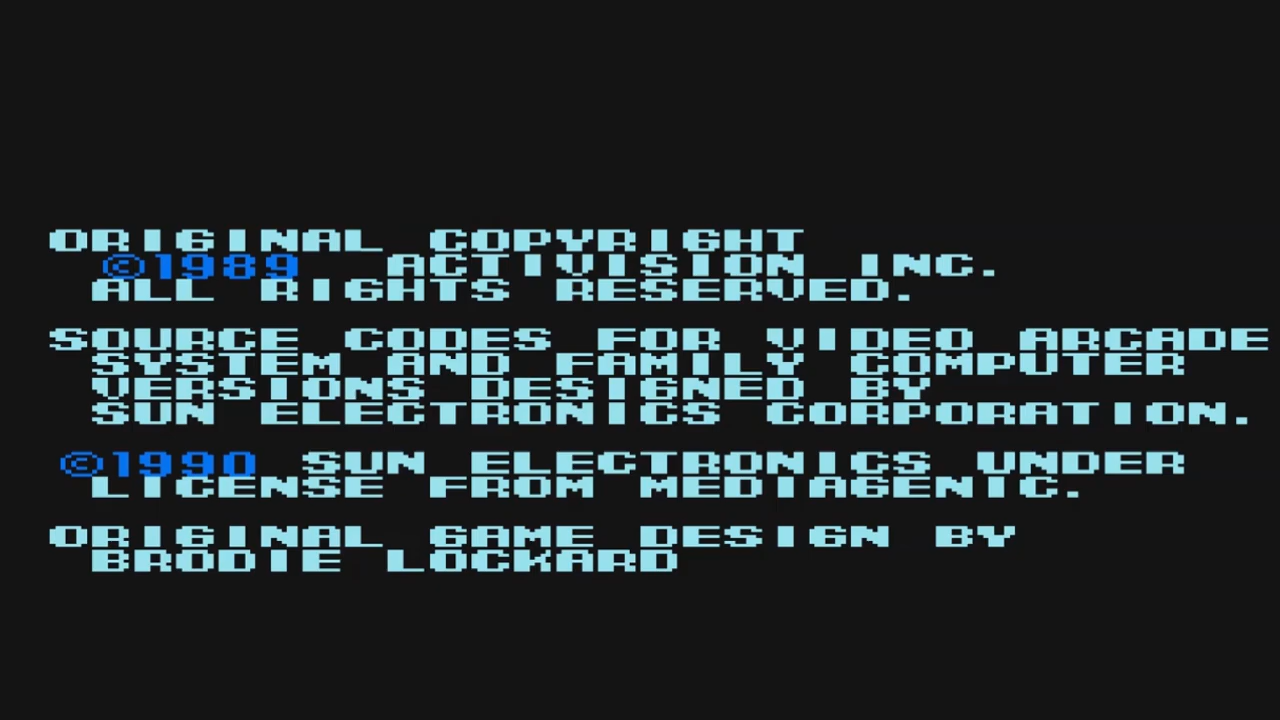 ORIGINAL COPYRIGHT
©1989 ACTIVISION INC.
ALL RIGHTS RESERVED.
SOURCE CODES FOR VIDEO ARCADE
SYSTEM AND FAMILY COMPUTER
VERSIONS DESIGNED BY
SUN ELECTRONICS CORPORATION.
©1990 SUN ELECTRONICS UNDER
LICENSE FROM MEDIAGENIC.
ORIGINAL GAME DESIGN BY
BRODIE LOCKARD